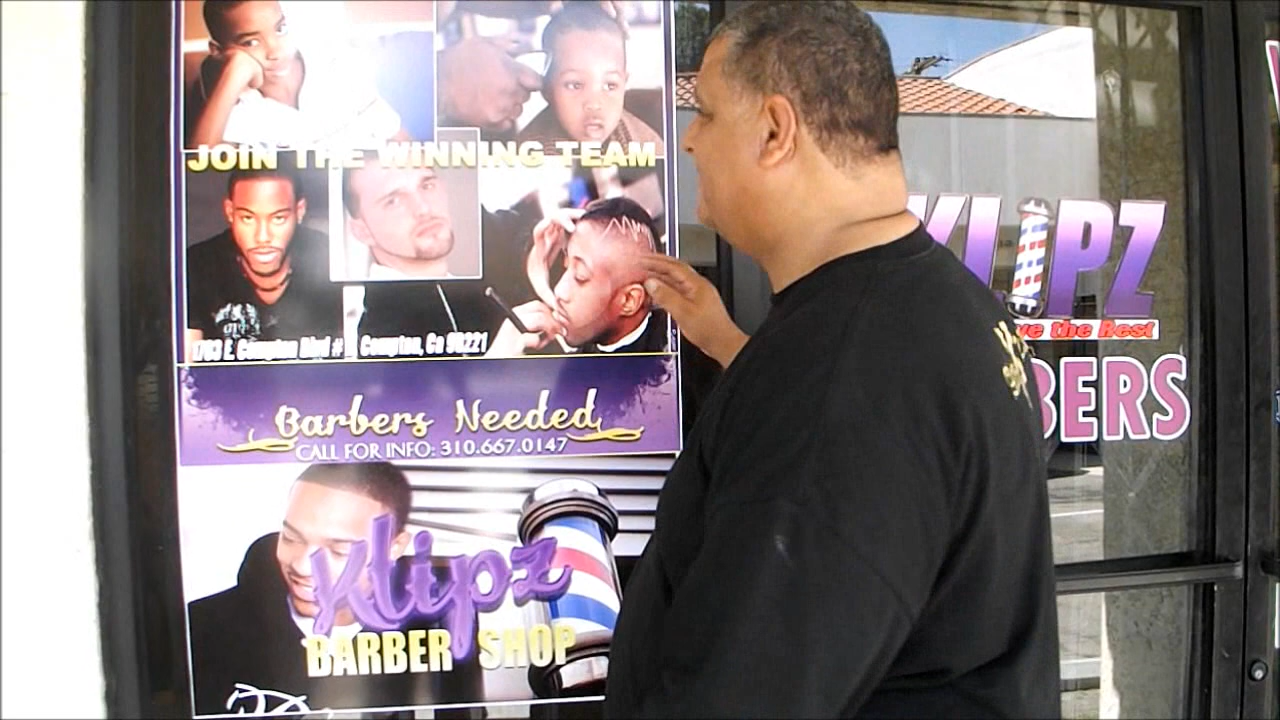 JOIN THE WINNING TEAM
1703 E. Compton Blvd # Compton, Ca 90221
Barbers Needed
CALL FOR INFO: 310.667.0147
Klipz
BARBER SHOP
KLIPZ
ve the Rest
BERS